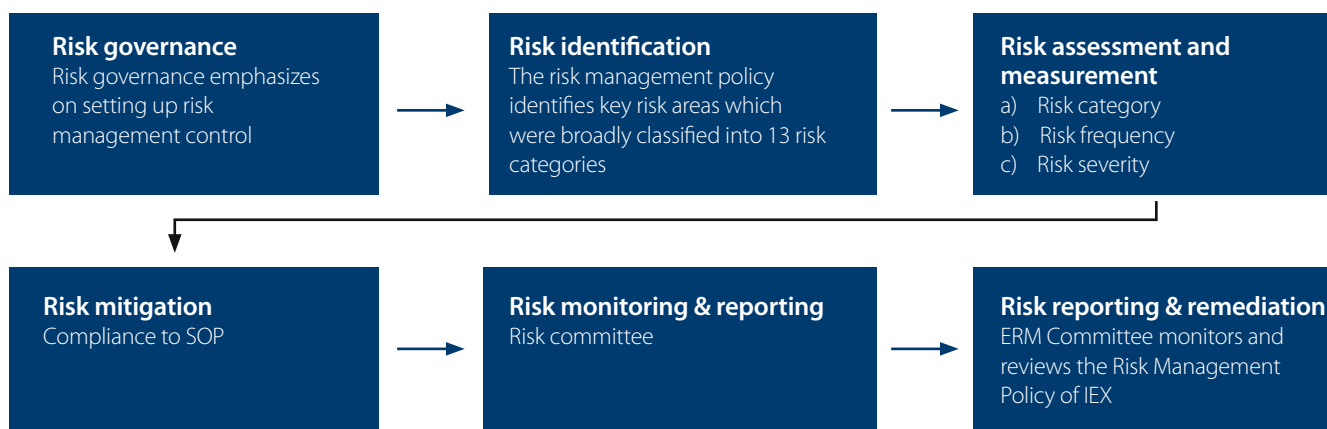 Risk governance
Risk governance emphasizes
on setting up risk
management control
Risk identification
The risk management policy
identifies key risk areas which
were broadly classified into 13 risk
categories
Risk assessment and
measurement
a) Risk category
b) Risk frequency
c) Risk severity
Risk mitigation
Compliance to SOP
Risk monitoring & reporting
Risk committee
Risk reporting & remediation
ERM Committee monitors and
reviews the Risk Management
Policy of IEX